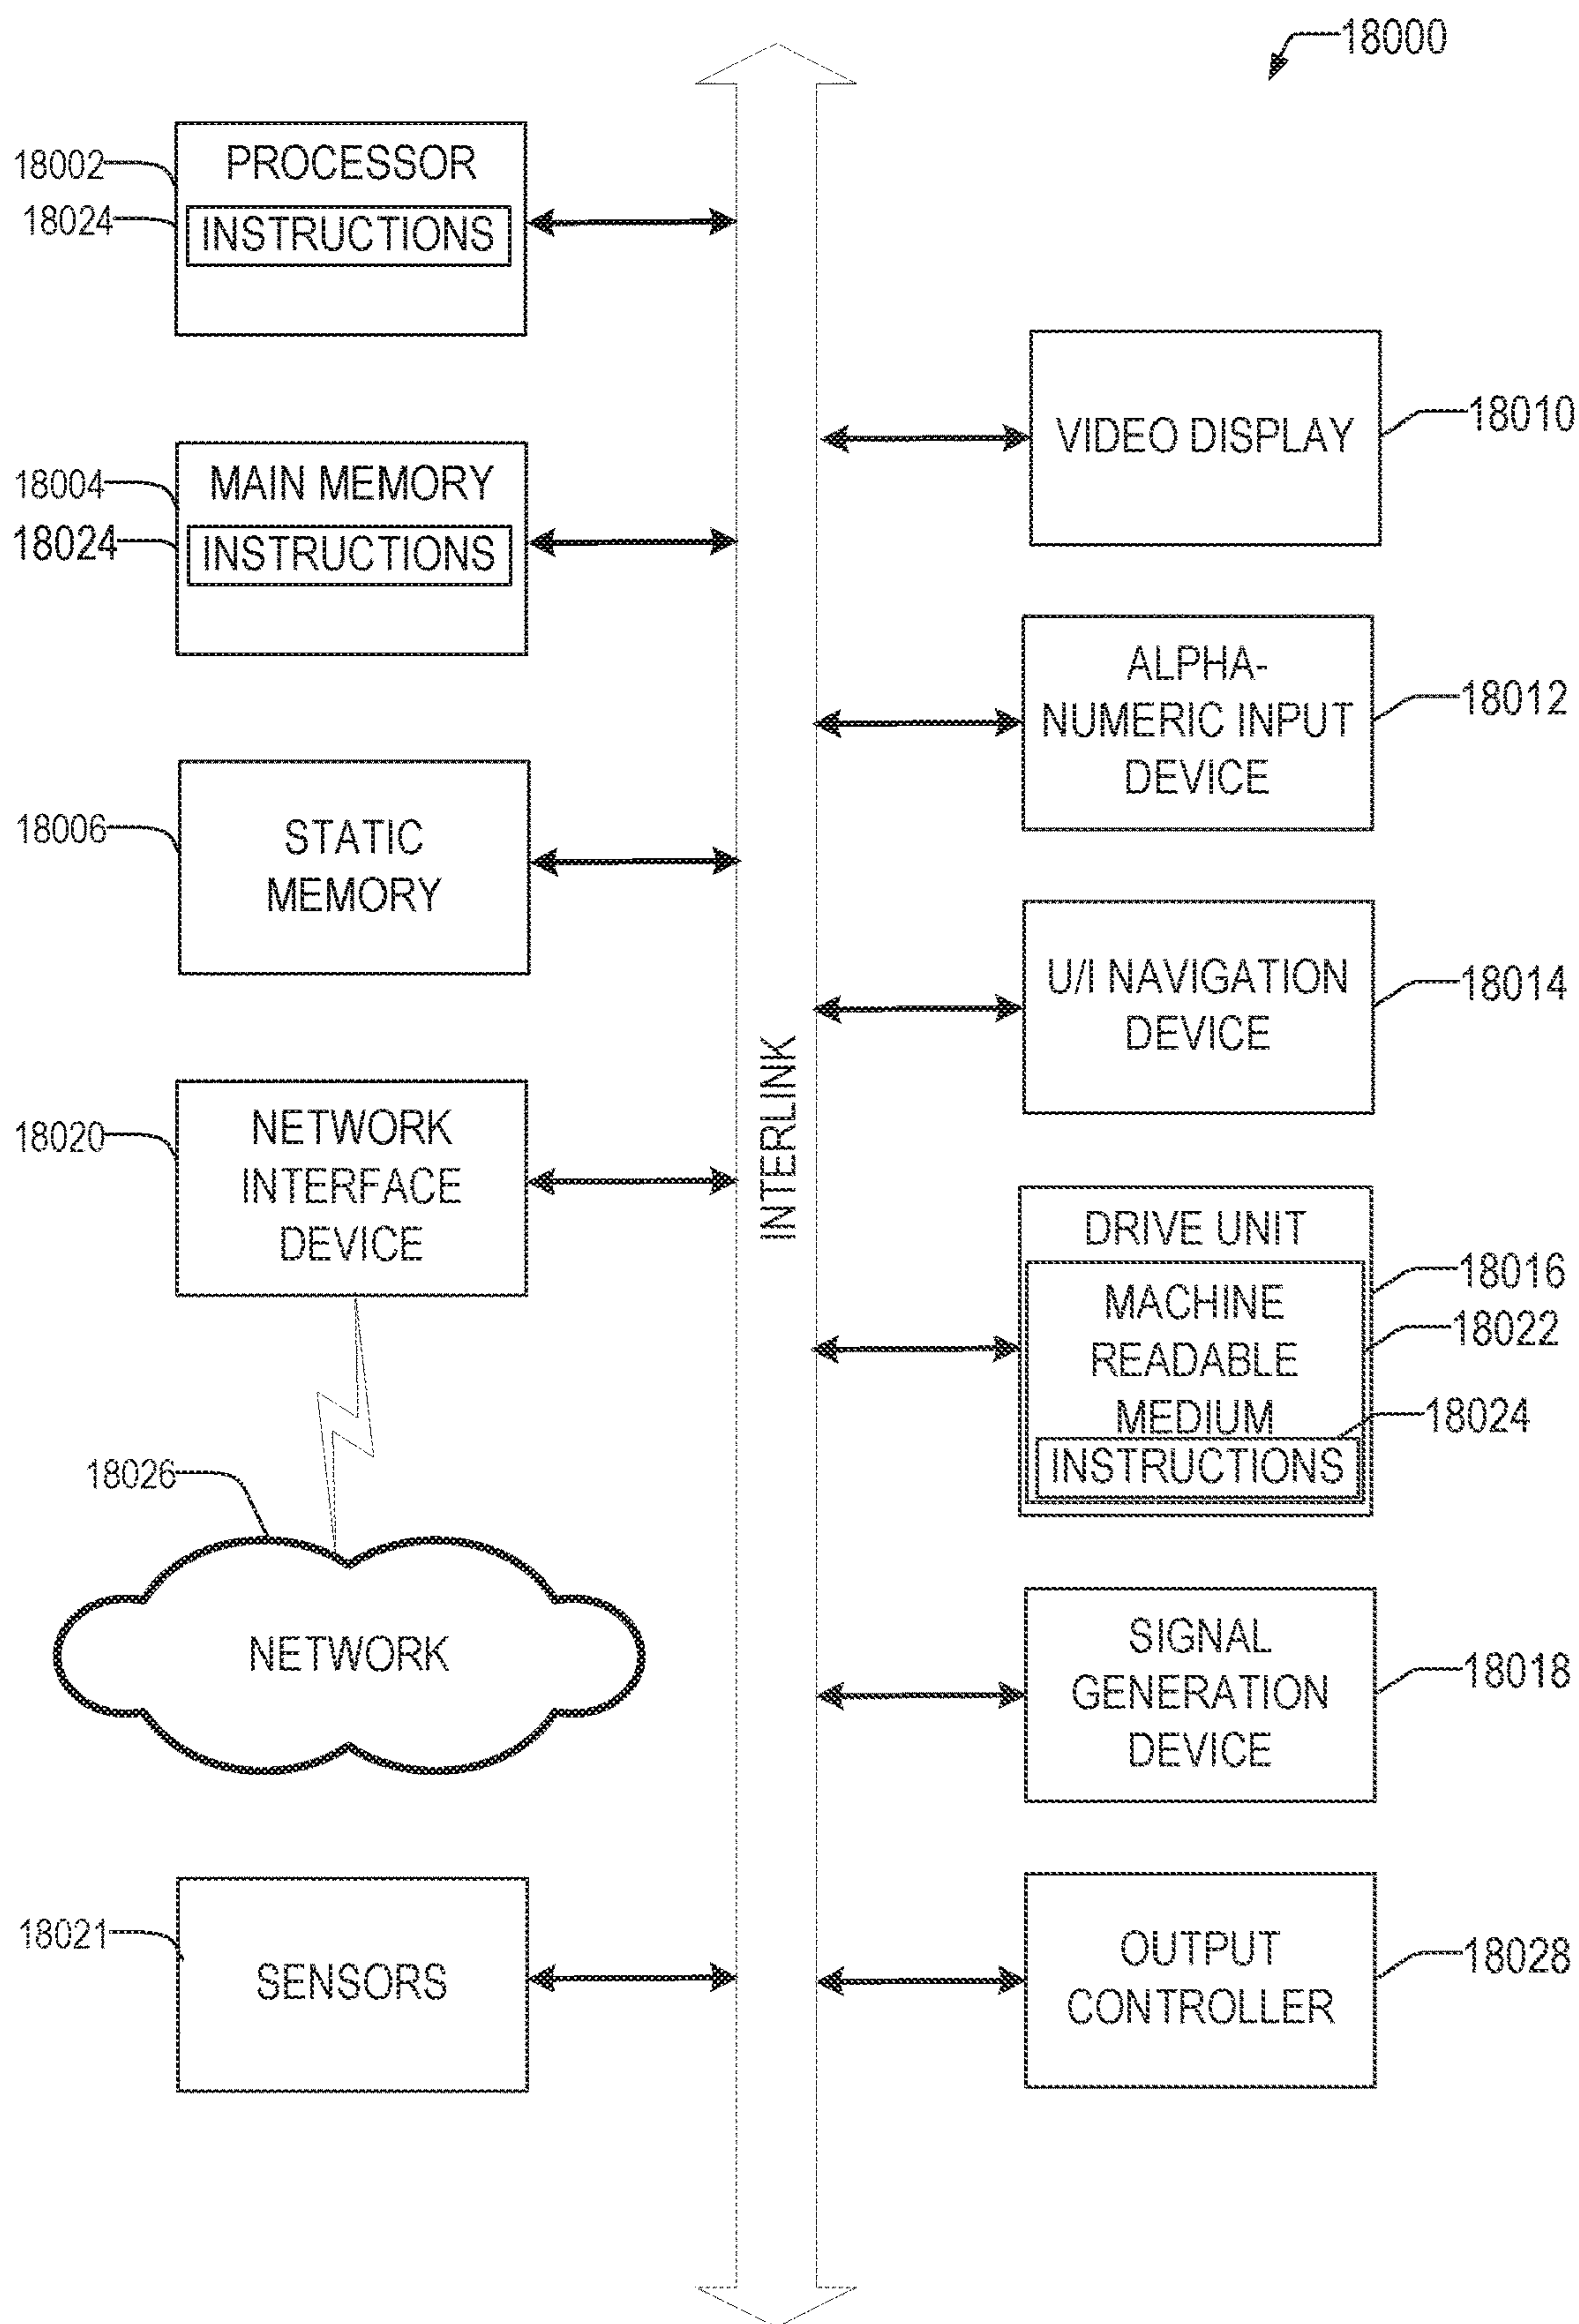 18000
18002
PROCESSOR
18024
INSTRUCTIONS
18004
MAIN MEMORY
18024
INSTRUCTIONS
18006
STATIC
MEMORY
18020
NETWORK
INTERFACE
DEVICE
18026
NETWORK
18021
SENSORS
INTERLINK
VIDEO DISPLAY
18010
ALPHA-
NUMERIC INPUT
DEVICE
18012
U/I NAVIGATION
DEVICE
18014
DRIVE UNIT
18016
MACHINE
READABLE
MEDIUM
18022
18024
INSTRUCTIONS
SIGNAL
GENERATION
DEVICE
18018
OUTPUT
CONTROLLER
18028